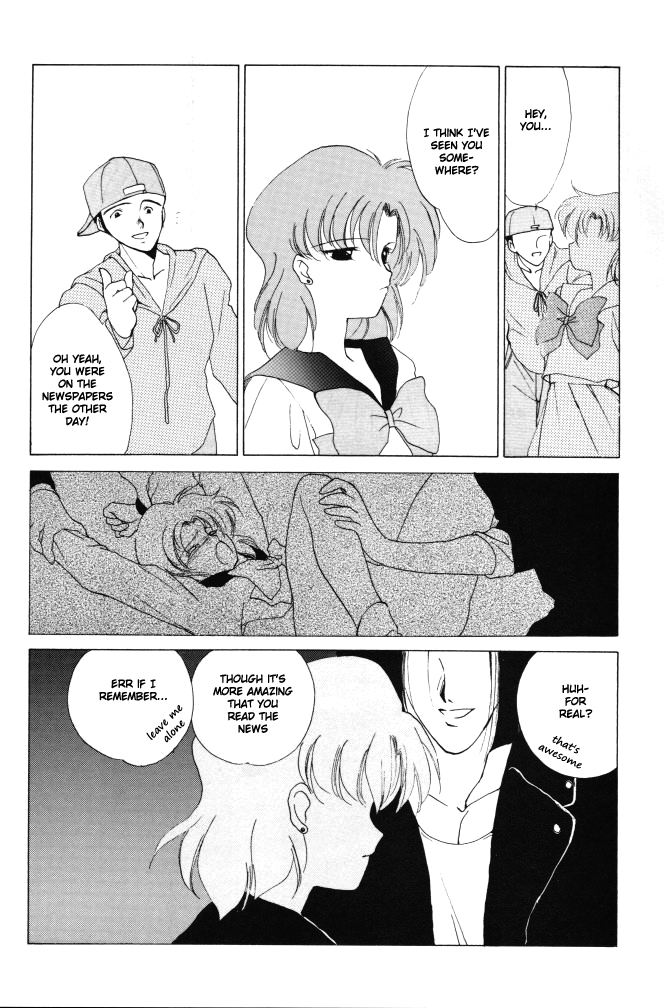 HEY,
YOU...
I THINK I'VE
SEEN YOU
SOME-
WHERE?
OH YEAH,
YOU WERE
ON THE
NEWSPAPERS
THE OTHER
DAY!
HUH-
FOR
REAL?
that's
awesome
THOUGH IT'S
MORE AMAZING
THAT YOU
READ THE
NEWS
ERR IF I
REMEMBER...
leave me
alone